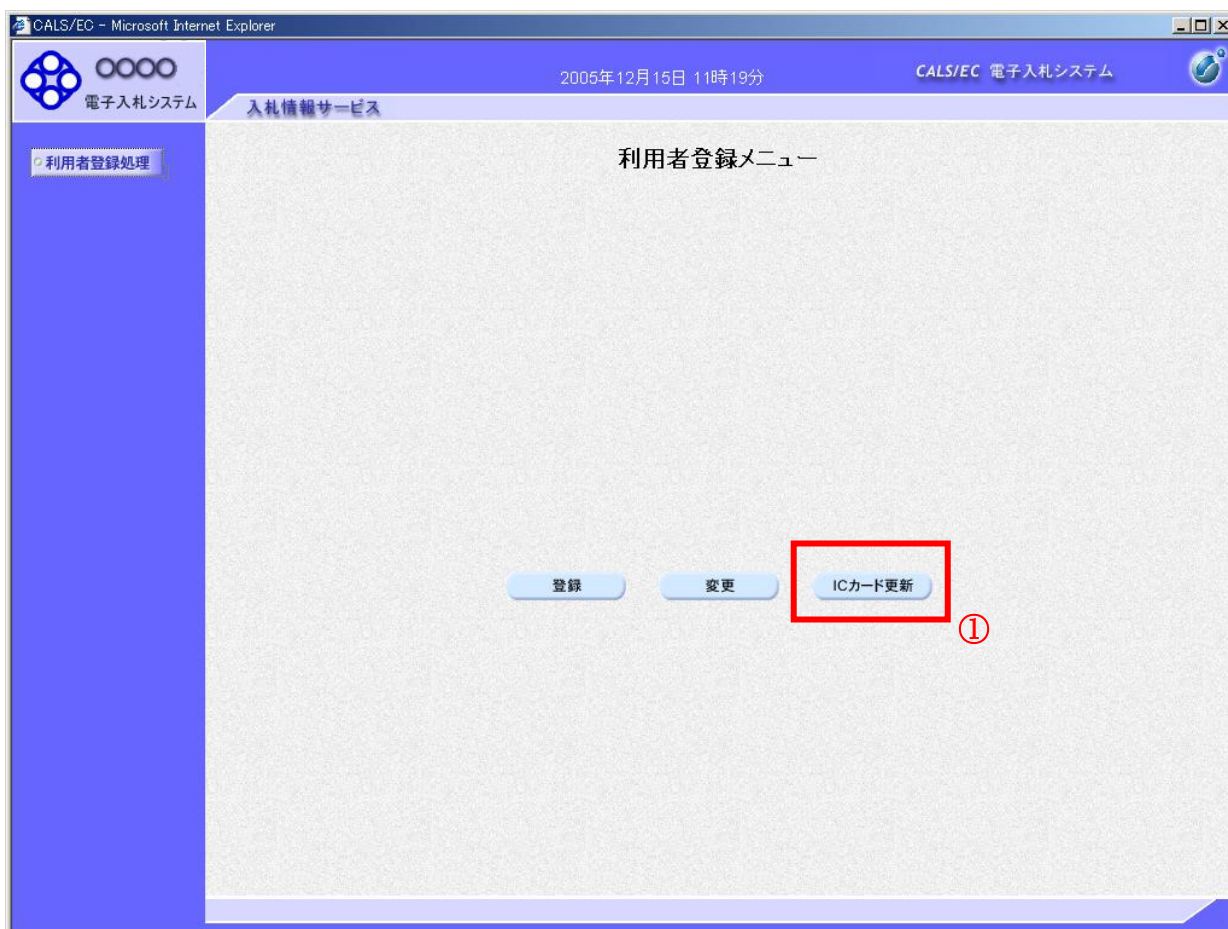 CALS/EC - Microsoft Internet Explorer
OOOO
電子入札システム
2005年12月15日 11時19分
CALS/EC 電子入札システム
入札情報サービス
利用者登録処理
利用者登録メニュー
登録
変更
ICカード更新
①